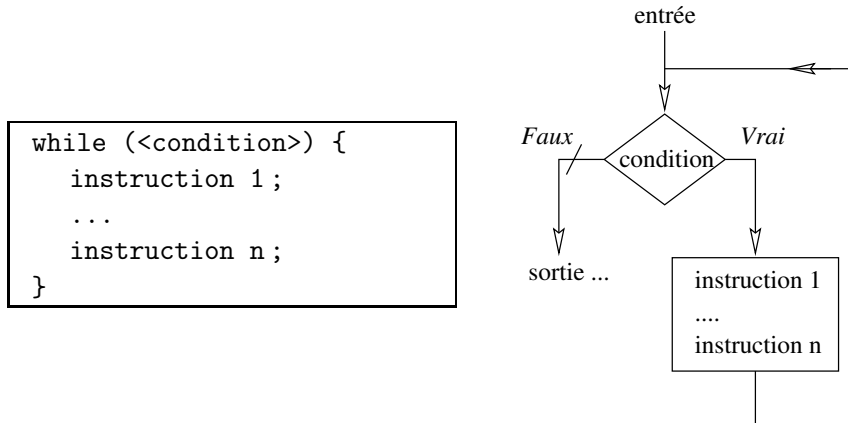 while (<condition>) {
instruction 1 ;
...
instruction n ;
}
entrée
Faux
Vrai
condition
sortie ...
instruction 1
....
instruction n